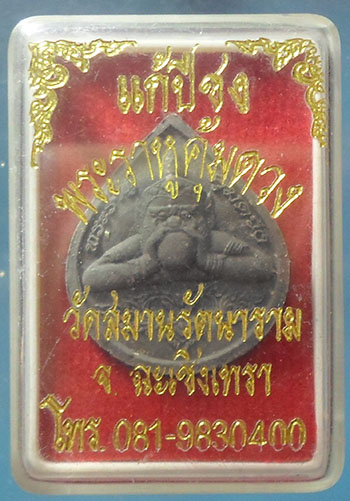 แก้ปีชง
พระราหูคุ้มดวง
วัดสมานรัตนาราม
จ. ฉะเชิงเทรา
โทร. 081-9830400